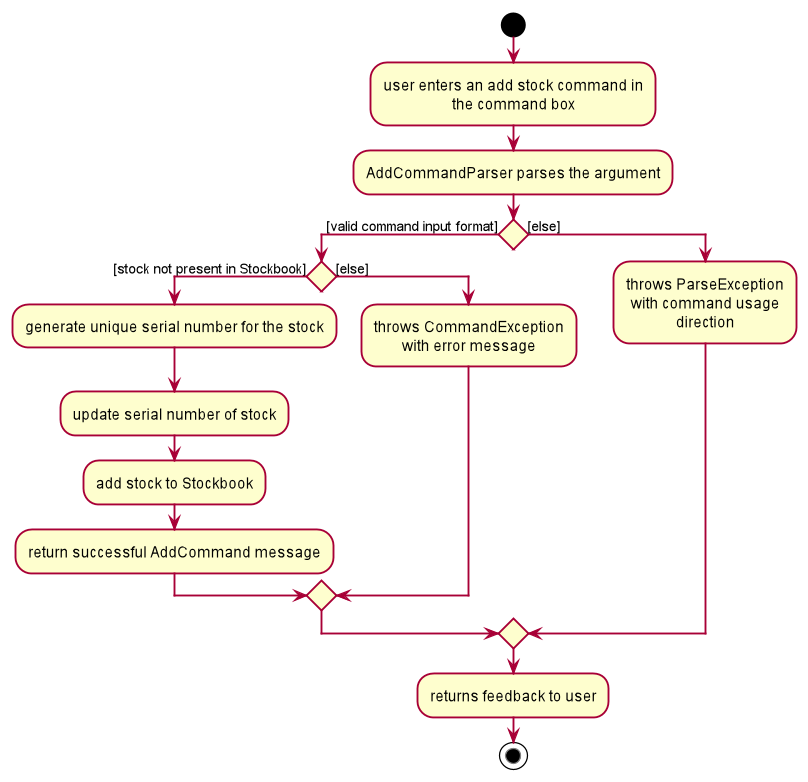 user enters an add stock command in
the command box
AddCommandParser parses the argument
[valid command input format]
[else]
[stock not present in Stockbook]
[else]
throws ParseException
with command usage
direction
generate unique serial number for the stock
throws CommandException
with error message
update serial number of stock
add stock to Stockbook
return successful AddCommand message
returns feedback to user